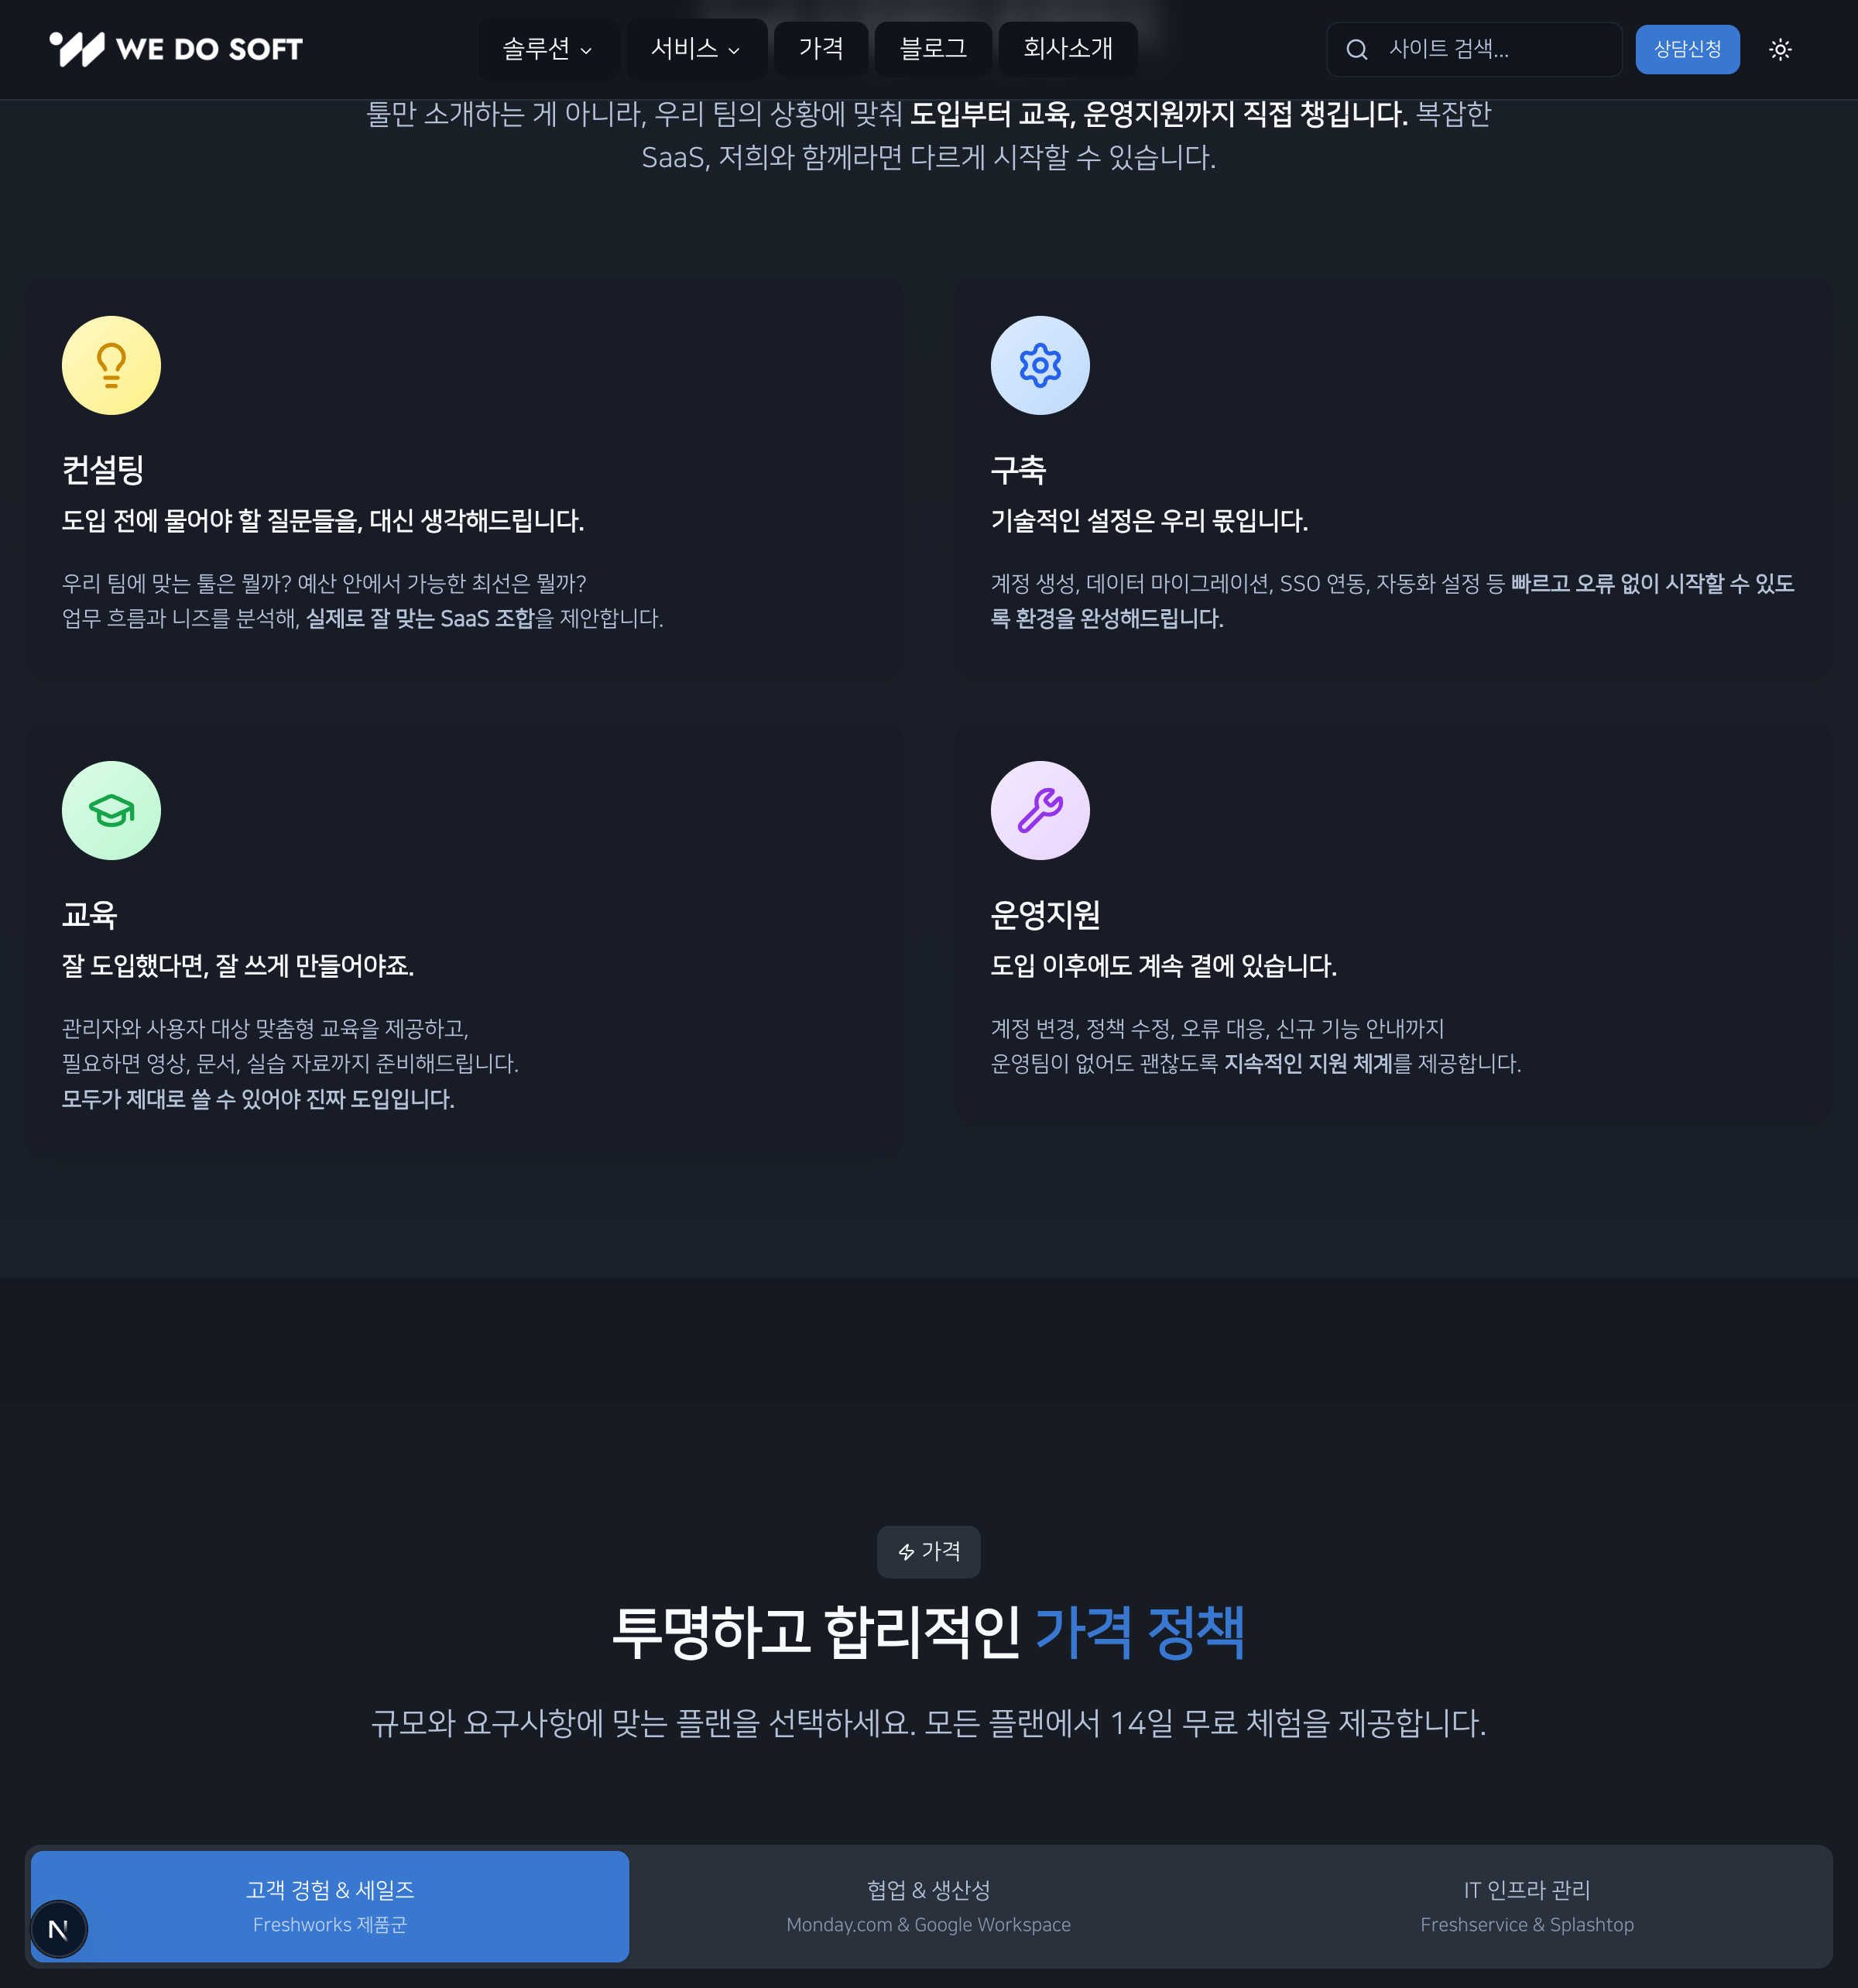 WE DO SOFT
솔루션
서비스
가격
블로그
회사소개
사이트 검색...
상담신청
툴만 소개하는 게 아니라, 우리 팀의 상황에 맞춰 도입부터 교육, 운영지원까지 직접 챙깁니다. 복잡한
SaaS, 저희와 함께라면 다르게 시작할 수 있습니다.
컨설팅
도입 전에 물어야 할 질문들을, 대신 생각해드립니다.
우리 팀에 맞는 툴은 뭘까? 예산 안에서 가능한 최선은 뭘까?
업무 흐름과 니즈를 분석해, 실제로 잘 맞는 SaaS 조합을 제안합니다.
구축
기술적인 설정은 우리 몫입니다.
계정 생성, 데이터 마이그레이션, SSO 연동, 자동화 설정 등 빠르고 오류 없이 시작할 수 있도
록 환경을 완성해드립니다.
교육
잘 도입했다면, 잘 쓰게 만들어야죠.
관리자와 사용자 대상 맞춤형 교육을 제공하고,
필요하면 영상, 문서, 실습 자료까지 준비해드립니다.
모두가 제대로 쓸 수 있어야 진짜 도입입니다.
운영지원
도입 이후에도 계속 곁에 있습니다.
계정 변경, 정책 수정, 오류 대응, 신규 기능 안내까지
운영팀이 없어도 괜찮도록 지속적인 지원 체계를 제공합니다.
가격
투명하고 합리적인 가격 정책
규모와 요구사항에 맞는 플랜을 선택하세요. 모든 플랜에서 14일 무료 체험을 제공합니다.
고객 경험 & 세일즈
Freshworks 제품군
협업 & 생산성
Monday.com & Google Workspace
IT 인프라 관리
Freshservice & Splashtop
N